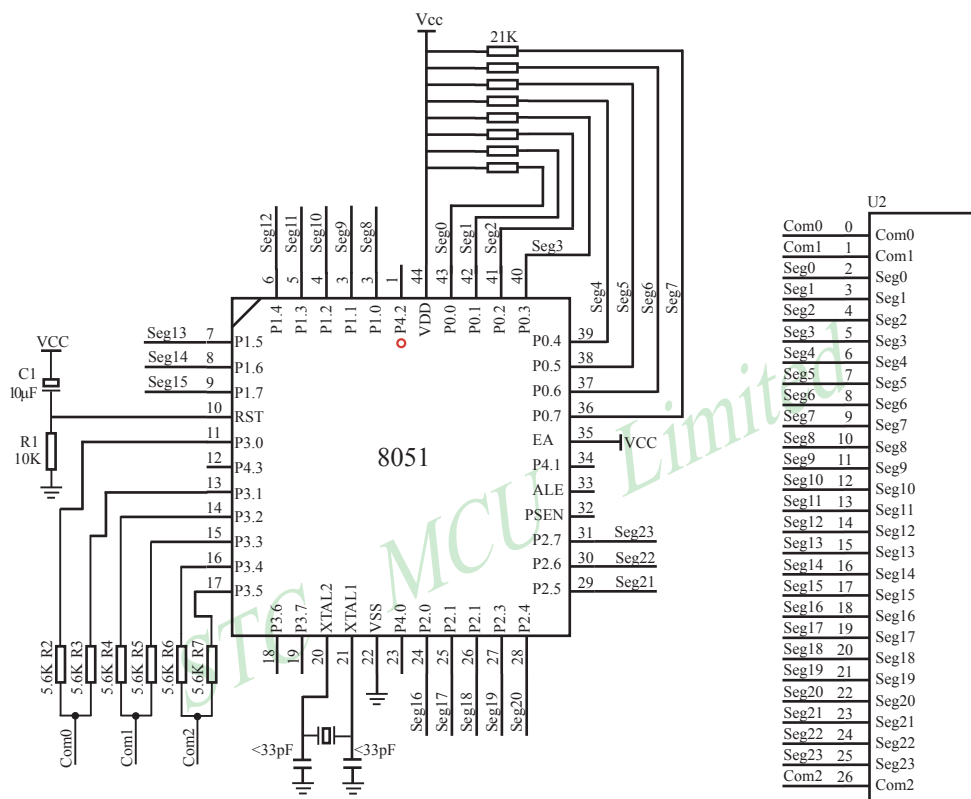 Vcc
21K
Seg12
Seg11
Seg10
Seg9
Seg8
Seg0
Seg1
Seg2
Seg3
Seg4
Seg5
Seg6
Seg7
6
5
4
3
3
1
44
43
42
41
40
P1.4
P1.3
P1.2
P1.1
P1.0
P4.2
VDD
P0.0
P0.1
P0.2
P0.3
VCC
C1
10μF
R1
10K
Seg13 7 P1.5
Seg14 8 P1.6
Seg15 9 P1.7
10 RST
11 P3.0
12 P4.3
13 P3.1
14 P3.2
15 P3.3
16 P3.4
17 P3.5
8051
P0.4 39
P0.5 38
P0.6 37
P0.7 36
EA 35 VCC
P4.1 34
ALE 33
PSEN 32
P2.7 31 Seg23
P2.6 30 Seg22
P2.5 29 Seg21
P3.6
P3.7
XTAL2
XTAL1
VSS
P4.0
P2.0
P2.1
P2.1
P2.3
P2.4
18
19
20
21
22
23
24
25
26
27
28
Seg16
Seg17
Seg18
Seg19
Seg20
5.6K R2
5.6K R3
5.6K R4
5.6K R5
5.6K R6
5.6K R7
Com0
Com1
Com2
<33pF
<33pF
STC MCU Limited
U2
Com0 0 Com0
Com1 1 Com1
Seg0 2 Seg0
Seg1 3 Seg1
Seg2 4 Seg2
Seg3 5 Seg3
Seg4 6 Seg4
Seg5 7 Seg5
Seg6 8 Seg6
Seg7 9 Seg7
Seg8 10 Seg8
Seg9 11 Seg9
Seg10 12 Seg10
Seg11 13 Seg11
Seg12 14 Seg12
Seg13 15 Seg13
Seg14 16 Seg14
Seg15 17 Seg15
Seg16 18 Seg16
Seg17 19 Seg17
Seg18 20 Seg18
Seg19 21 Seg19
Seg20 22 Seg20
Seg21 23 Seg21
Seg22 24 Seg22
Seg23 25 Seg23
Com2 26 Com2